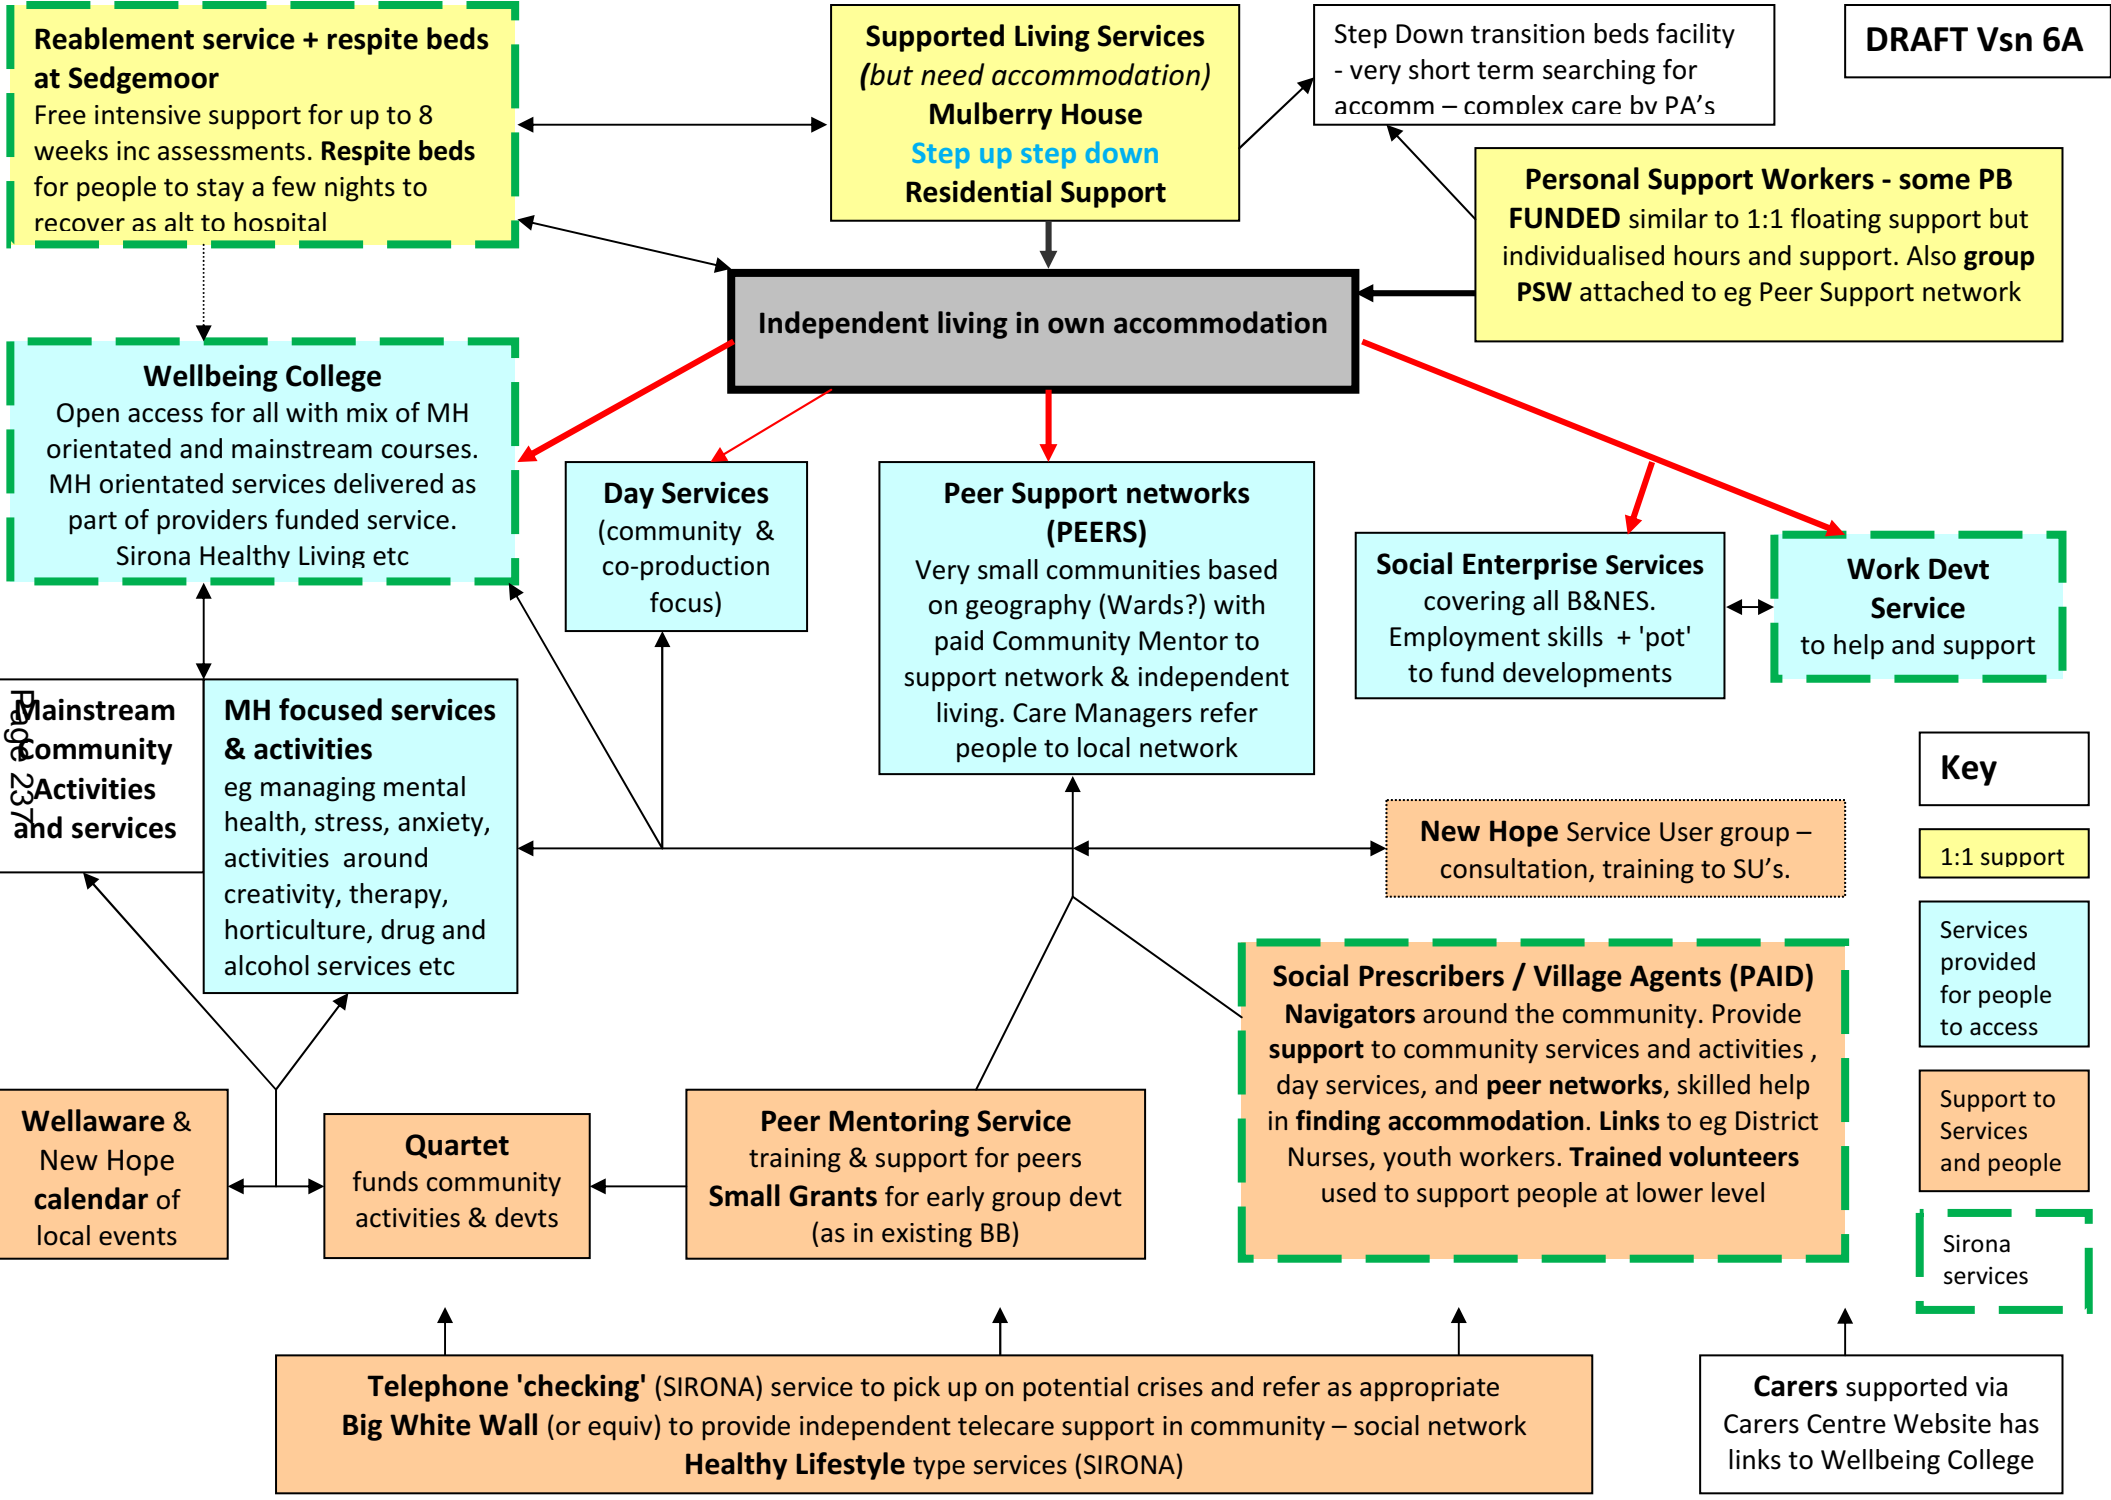 Reablement service + respite beds
at Sedgemoor
Free intensive support for up to 8
weeks inc assessments. Respite beds
for people to stay a few nights to
recover as alt to hospital
Supported Living Services
(but need accommodation)
Mulberry House
Step up step down
Residential Support
Step Down transition beds facility
- very short term searching for
accomm – complex care by PA's
DRAFT Vsn 6A
Personal Support Workers - some PB
FUNDED similar to 1:1 floating support but
individualised hours and support. Also group
PSW attached to eg Peer Support network
Independent living in own accommodation
Wellbeing College
Open access for all with mix of MH
orientated and mainstream courses.
MH orientated services delivered as
part of providers funded service.
Sirona Healthy Living etc
Day Services
(community &
co-production
focus)
Peer Support networks
(PEERS)
Very small communities based
on geography (Wards?) with
paid Community Mentor to
support network & independent
living. Care Managers refer
people to local network
Social Enterprise Services
covering all B&NES.
Employment skills + 'pot'
to fund developments
Work Devt
Service
to help and support
Page 237
Mainstream
Community
Activities
and services
MH focused services
& activities
eg managing mental
health, stress, anxiety,
activities around
creativity, therapy,
horticulture, drug and
alcohol services etc
New Hope Service User group –
consultation, training to SU's.
Social Prescribers / Village Agents (PAID)
Navigators around the community. Provide
support to community services and activities ,
day services, and peer networks, skilled help
in finding accommodation. Links to eg District
Nurses, youth workers. Trained volunteers
used to support people at lower level
Wellaware &
New Hope
calendar of
local events
Quartet
funds community
activities & devts
Peer Mentoring Service
training & support for peers
Small Grants for early group devt
(as in existing BB)
Key
1:1 support
Services
provided
for people
to access
Support to
Services
and people
Sirona
services
Telephone 'checking' (SIRONA) service to pick up on potential crises and refer as appropriate
Big White Wall (or equiv) to provide independent telecare support in community – social network
Healthy Lifestyle type services (SIRONA)
Carers supported via
Carers Centre Website has
links to Wellbeing College